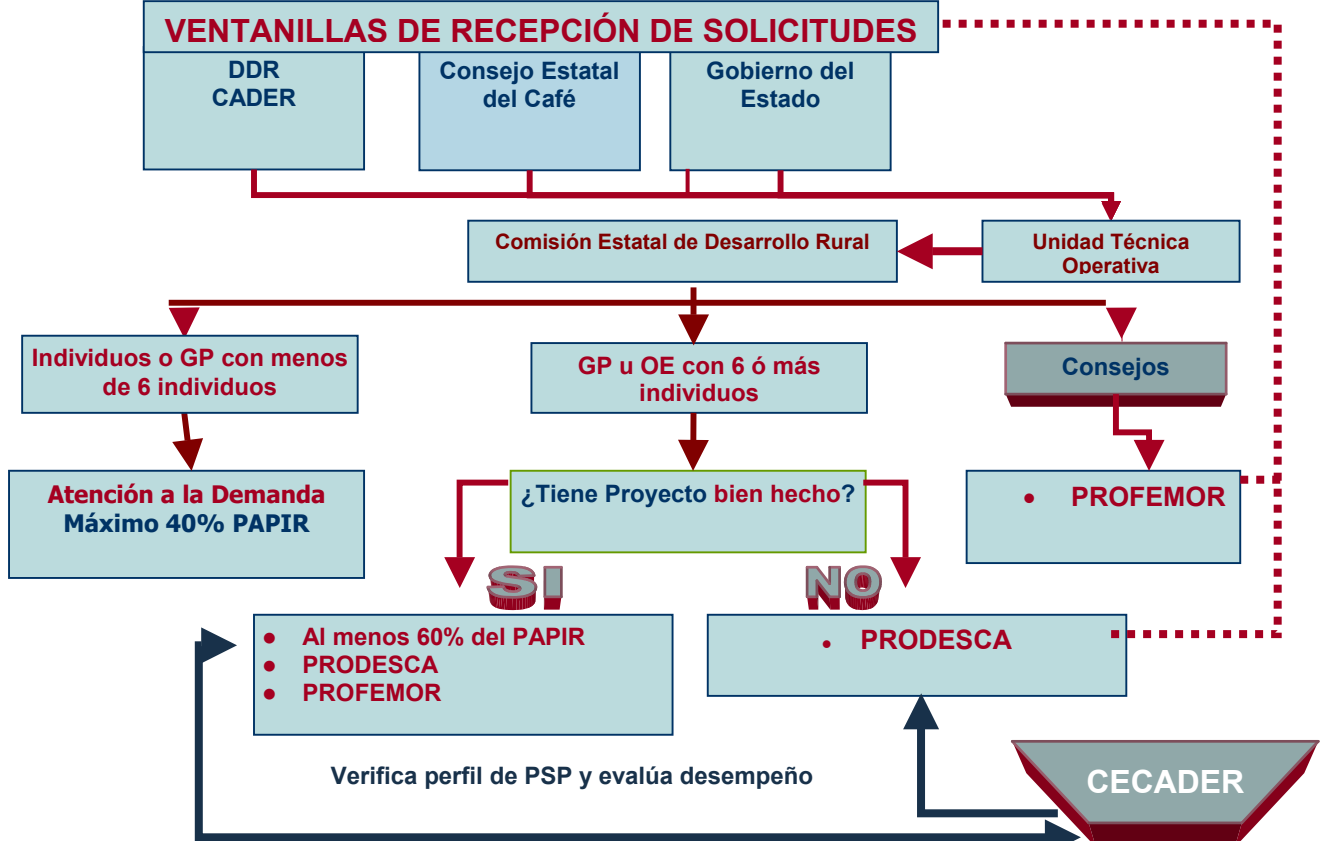 VENTANILLAS DE RECEPCIÓN DE SOLICITUDES
DDR
CADER
Consejo Estatal
del Café
Gobierno del
Estado
Comisión Estatal de Desarrollo Rural
Unidad Técnica
Operativa
Individuos o GP con menos
de 6 individuos
GP u OE con 6 ó más
individuos
Consejos
Atención a la Demanda
Máximo 40% PAPIR
¿Tiene Proyecto bien hecho?
• PROFEMOR
SI
NO
• Al menos 60% del PAPIR
• PRODESCA
• PROFEMOR
• PRODESCA
Verifica perfil de PSP y evalúa desempeño
CECADER